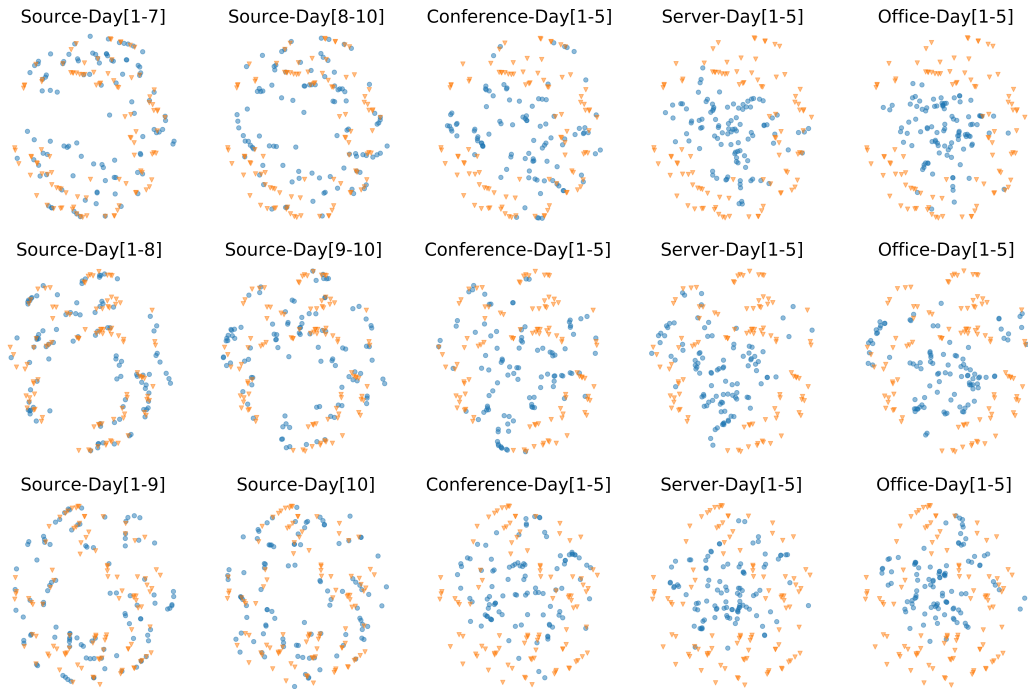 Source-Day[1-7] Source-Day[8-10] Conference-Day[1-5] Server-Day[1-5] Office-Day[1-5]
Source-Day[1-8] Source-Day[9-10] Conference-Day[1-5] Server-Day[1-5] Office-Day[1-5]
Source-Day[1-9] Source-Day[10] Conference-Day[1-5] Server-Day[1-5] Office-Day[1-5]